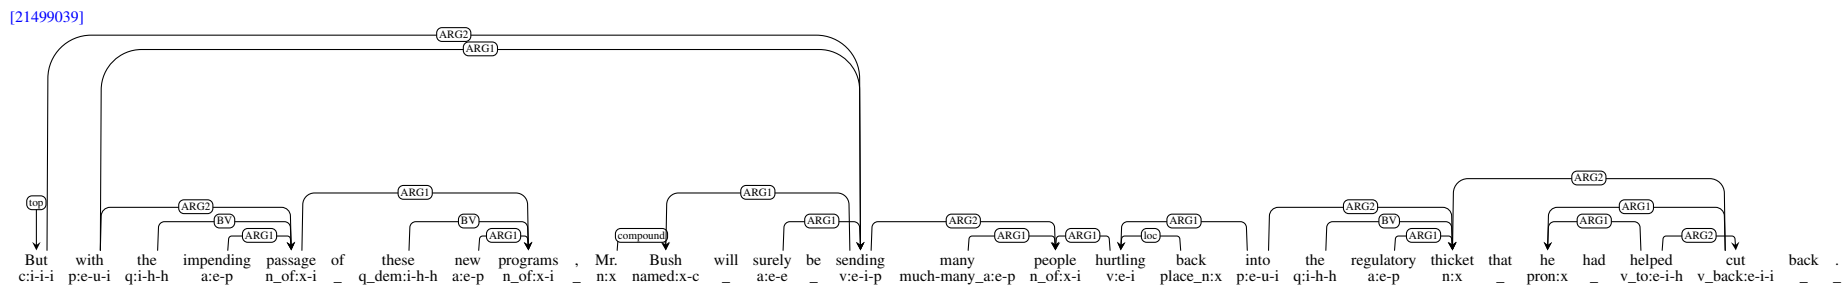 [21499039]
ARG2
ARG1
ARG2
top ARG2 ARG1 ARG1 ARG2 ARG1
BV BV ARG1 ARG2 ARG1 BV ARG1
ARG1 ARG1 compound ARG1 ARG1 loc ARG1 ARG2
But with the impending passage of these new programs , Mr. Bush will surely be sending many people hurtling back into the regulatory thicket that he had helped cut back .
c:i-i-i p:e-u-i q:i-h-h a:e-p n_of:x-i _ q_dem:i-h-h a:e-p n_of:x-i _ n:x named:x-c _ a:e-e _ v:e-i-p much-many_a:e-p n_of:x-i v:e-i place_n:x p:e-u-i q:i-h-h a:e-p n:x _ pron:x _ v_to:e-i-h v_back:e-i-i _ _